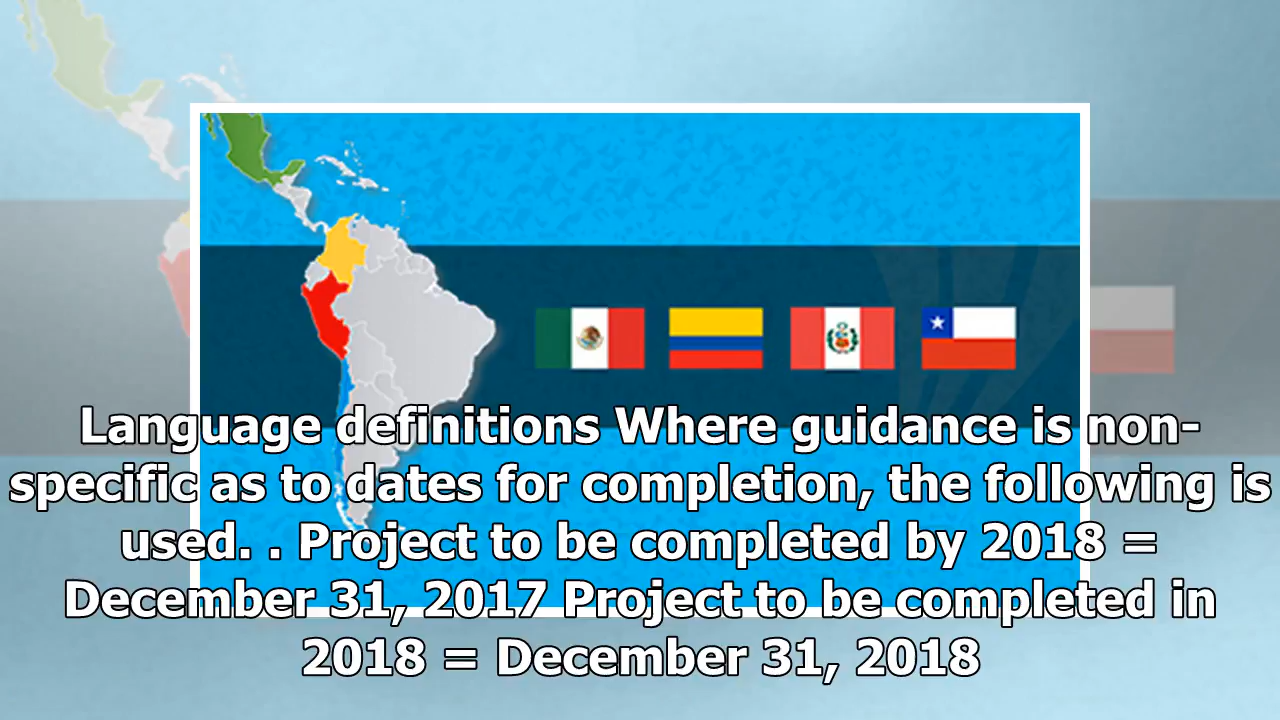 Language definitions Where guidance is non-
specific as to dates for completion, the following is
used. . Project to be completed by 2018 =
December 31, 2017 Project to be completed in
2018 = December 31, 2018